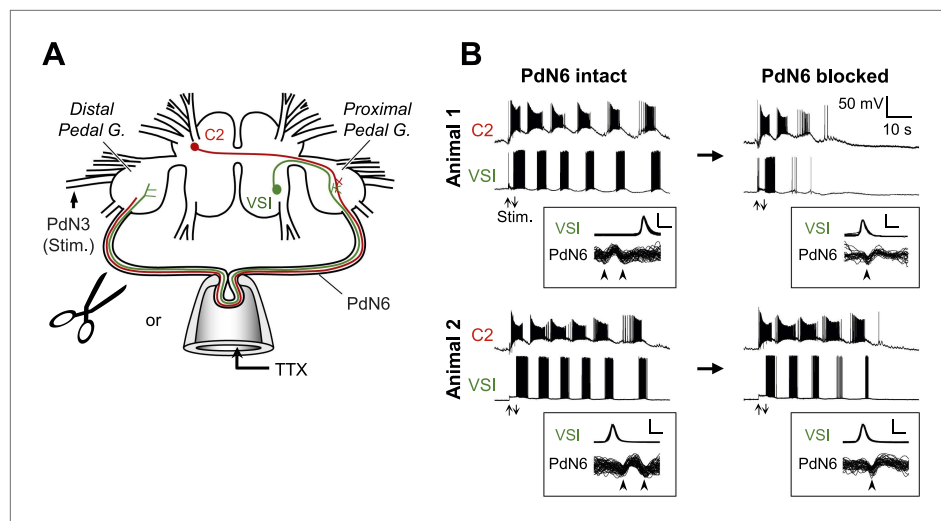 A
Distal
Pedal G.
C2
Proximal
Pedal G.
VSI
PdN3
(Stim.)
PdN6
or
TTX
B
PdN6 intact
PdN6 blocked
Animal 1
C2
VSI
Stim.
50 mV
10 s
VSI
PdN6
VSI
PdN6
Animal 2
C2
VSI
VSI
PdN6
VSI
PdN6